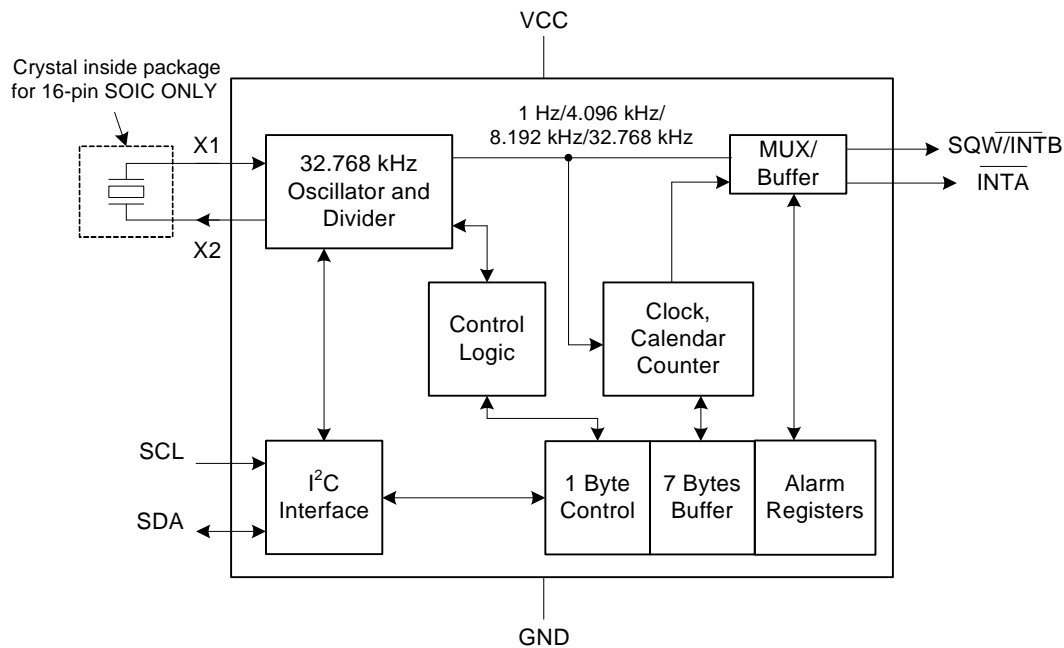 VCC
Crystal inside package
for 16-pin SOIC ONLY
1 Hz/4.096 kHz/
8.192 kHz/32.768 kHz
X1
32.768 kHz
Oscillator and
Divider
MUX/
Buffer
SQW/INTB
INTA
X2
Control
Logic
Clock,
Calendar
Counter
SCL
SDA
I²C
Interface
1 Byte
Control
7 Bytes
Buffer
Alarm
Registers
GND